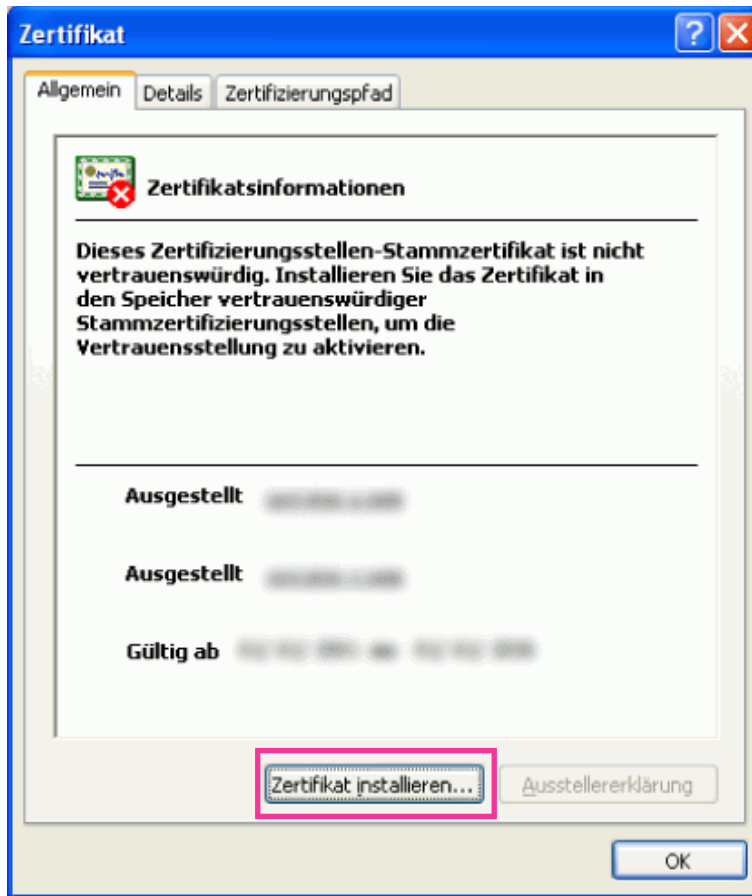 Zertifikat
Allgemein Details Zertifizierungspfad
Zertifikatsinformationen
Dieses Zertifizierungsstellen-Stammzertifikat ist nicht
vertrauenswürdig. Installieren Sie das Zertifikat in
den Speicher vertrauenswürdiger
Stammzertifizierungsstellen, um die
Vertrauensstellung zu aktivieren.
Ausgestellt
Ausgestellt
Gültig ab
Zertifikat installieren... Ausstellererklärung
OK